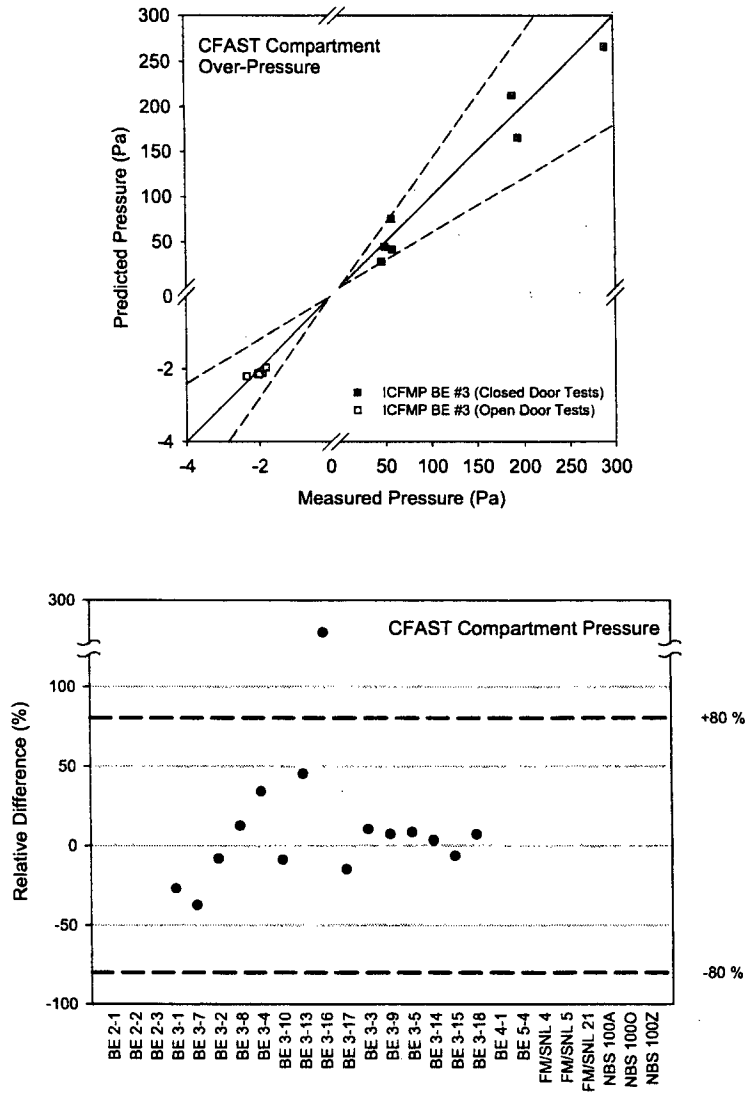 300
250
200
150
100
50
0
-2
-4
CFAST Compartment
Over-Pressure
Predicted Pressure (Pa)
ICFMP BE #3 (Closed Door Tests)
ICFMP BE #3 (Open Door Tests)
-4 -2 0 50 100 150 200 250 300
Measured Pressure (Pa)
300
CFAST Compartment Pressure
100
+80 %
50
0
-50
-80 %
-100
Relative Difference (%)
BE 2-1
BE 2-2
BE 2-3
BE 3-1
BE 3-7
BE 3-2
BE 3-8
BE 3-4
BE 3-10
BE 3-13
BE 3-16
BE 3-17
BE 3-3
BE 3-9
BE 3-5
BE 3-14
BE 3-15
BE 3-18
BE 4-1
BE 5-4
FM/SNL 4
FM/SNL 5
FM/SNL 21
NBS 100A
NBS 100O
NBS 100Z